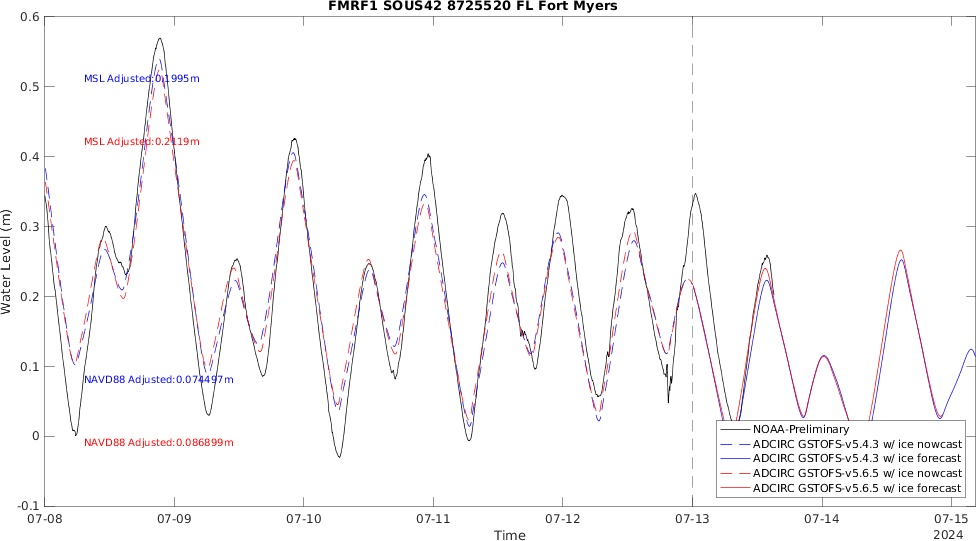 FMRF1 SOUS42 8725520 FL Fort Myers
0.6
0.5
0.4
0.3
0.2
0.1
0
-0.1
Water Level (m)
MSL Adjusted:0.1995m
MSL Adjusted:0.2119m
NAVD88 Adjusted:0.074497m
NAVD88 Adjusted:0.086899m
NOAA-Preliminary
ADCIRC GSTOFS-v5.4.3 w/ ice nowcast
ADCIRC GSTOFS-v5.4.3 w/ ice forecast
ADCIRC GSTOFS-v5.6.5 w/ ice nowcast
ADCIRC GSTOFS-v5.6.5 w/ ice forecast
07-08 07-09 07-10 07-11 07-12 07-13 07-14 07-15
Time
2024